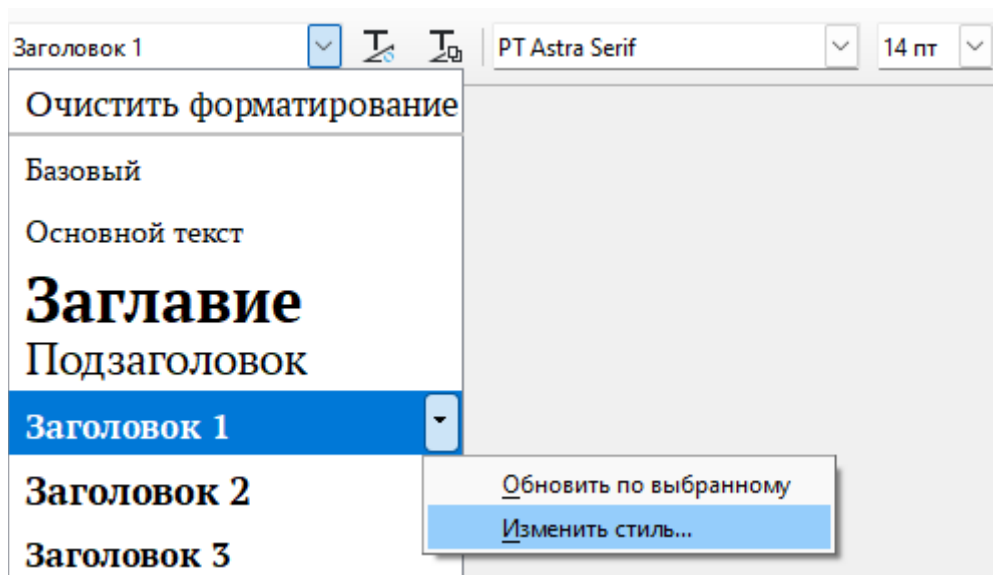 Заголовок 1 PT Astra Serif 14 пт
Очистить форматирование
Базовый
Основной текст
Заглавие
Подзаголовок
Заголовок 1
Заголовок 2
Обновить по выбранному
Изменить стиль...
Заголовок 3